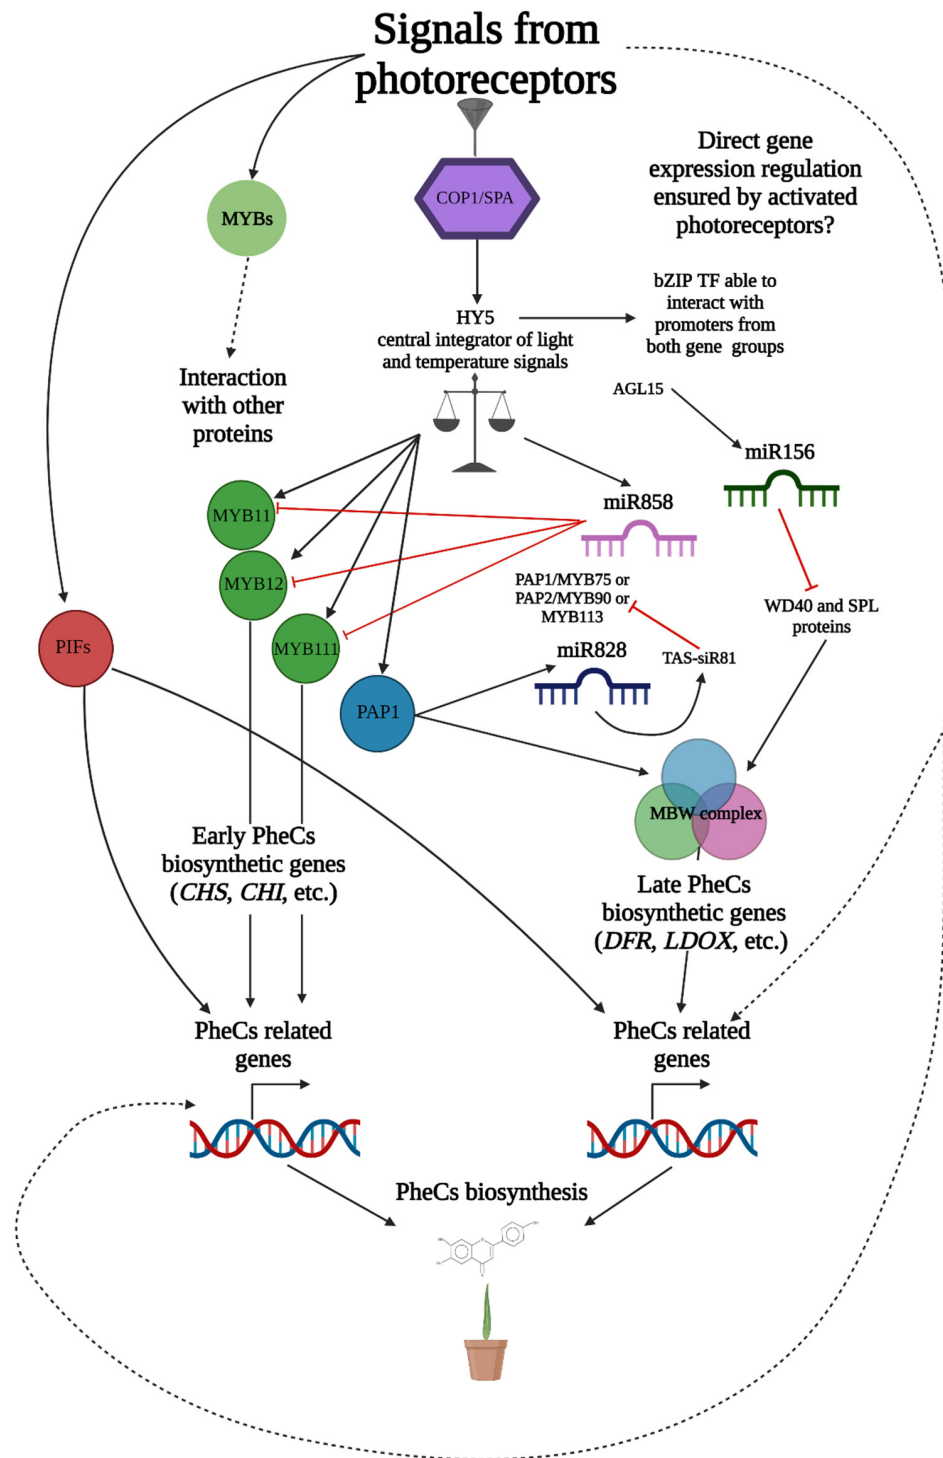 Signals from
photoreceptors
COP1/SPA
Direct gene
expression regulation
ensured by activated
photoreceptors?
MYBs
bZIP TF able to
interact with
promoters from
both gene groups
HY5
central integrator of light
and temperature signals
Interaction
with other
proteins
AGL15
miR156
miR858
MYB11
MYB12
MYB111
PAP1/MYB75 or
PAP2/MYB90 or
MYB113
WD40 and SPL
proteins
PIFs
miR828
TAS-siR81
PAP1
MBW complex
Early PheCs
biosynthetic genes
(CHS, CHI, etc.)
Late PheCs
biosynthetic genes
(DFR, LDOX, etc.)
PheCs related
genes
PheCs related
genes
PheCs biosynthesis